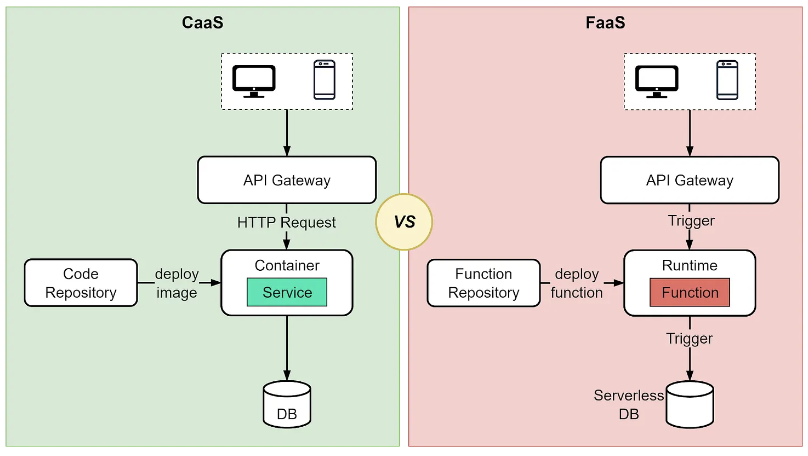 CaaS
API Gateway
HTTP Request
Code
Repository
deploy
image
Container
Service
DB
VS
FaaS
API Gateway
Trigger
Function
Repository
deploy
function
Runtime
Function
Trigger
Serverless
DB